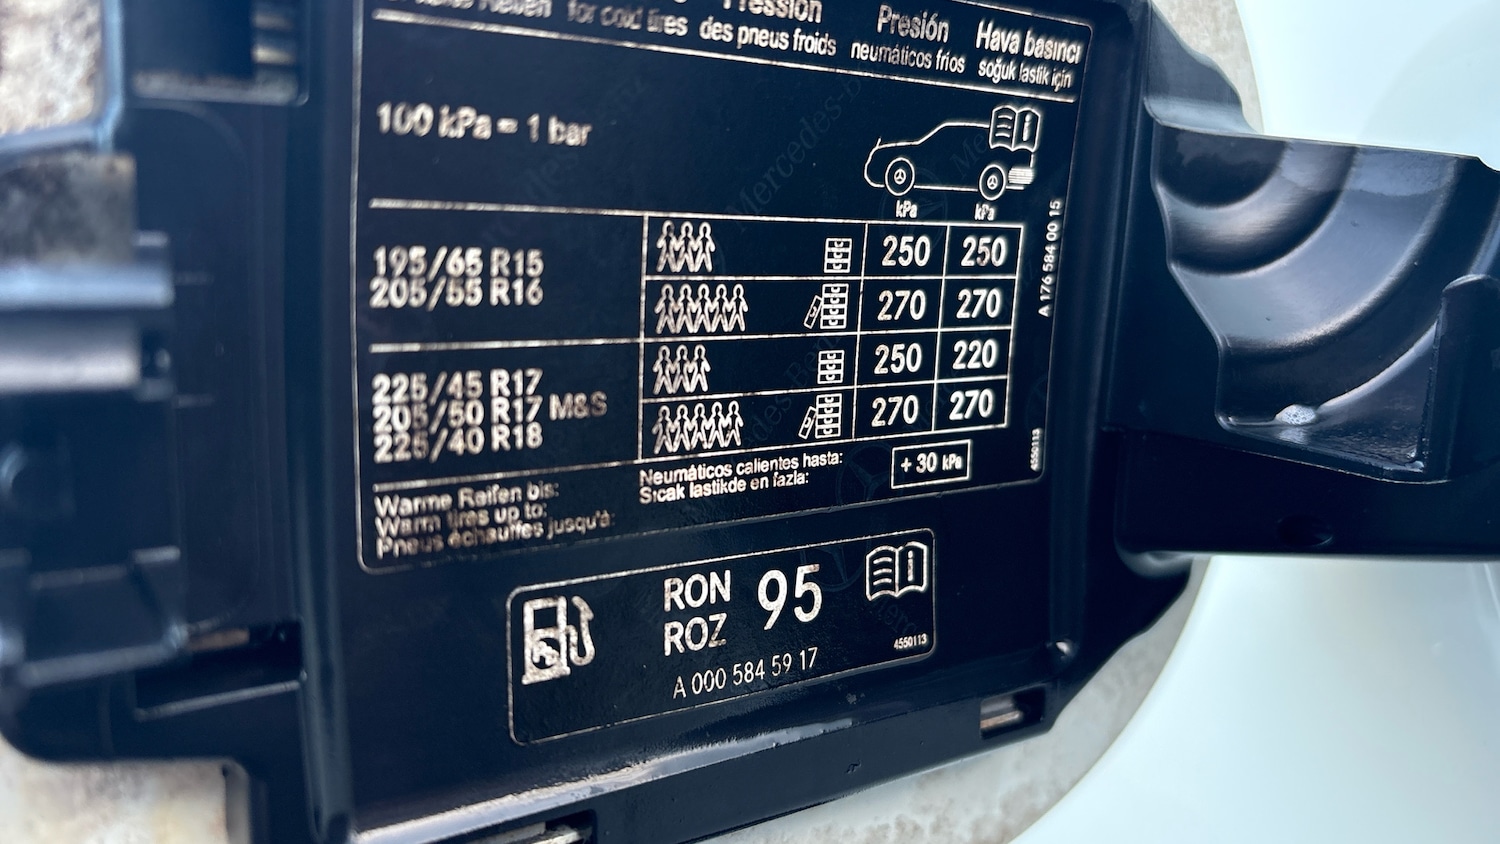 Reifen for cold tires Pression
des pneus froids
Presión
neumáticos fríos
Hava basıncı
soğuk lastik için
100 kPa = 1 bar
kPa kPa
195/65 R15
205/55 R16
250 250
270 270
225/45 R17
205/50 R17 M&S
225/40 R18
250 220
270 270
Warme Reifen bis:
Warm tires up to:
Pneus échauffés jusqu'à:
Neumáticos calientes hasta:
Sıcak lastikde en fazla:
+ 30 kPa
A 176 584 00 15
4550113
RON
ROZ
95
4550113
A 000 584 59 17